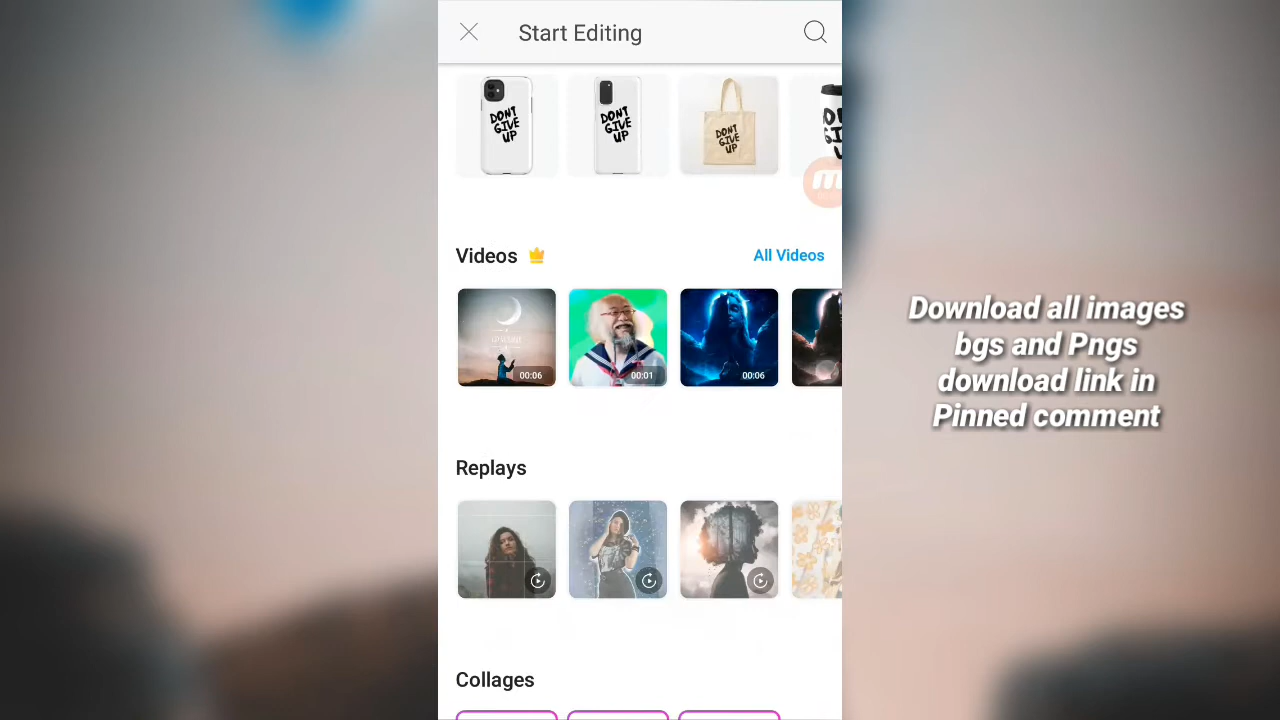 Start Editing
DONT
GIVE
UP
DONT
GIVE
UP
DONT
GIVE
UP
Videos
All Videos
00:06
00:01
00:06
Replays
Collages
Download all images
bgs and Pngs
download link in
Pinned comment